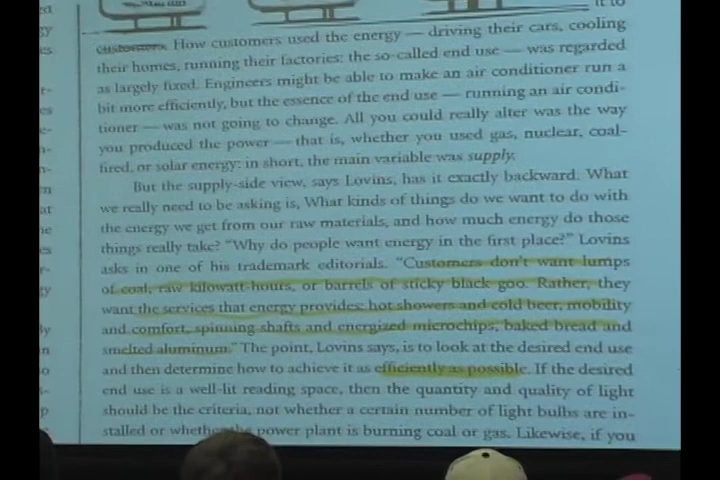 it to
customers. How customers used the energy — driving their cars, cooling
their homes, running their factories: the so-called end use — was regarded
as largely fixed. Engineers might be able to make an air conditioner run a
bit more efficiently, but the essence of the end use — running an air condi-
tioner — was not going to change. All you could really alter was the way
you produced the power — that is, whether you used gas, nuclear, coal-
fired, or solar energy: in short, the main variable was supply.
But the supply-side view, says Lovins, has it exactly backward. What
we really need to be asking is, What kinds of things do we want to do with
the energy we get from our raw materials, and how much energy do those
things really take? "Why do people want energy in the first place?" Lovins
asks in one of his trademark editorials. "Customers don't want lumps
of coal, raw kilowatt-hours, or barrels of sticky black goo. Rather, they
want the services that energy provides: hot showers and cold beer, mobility
and comfort, spinning shafts and energized microchips, baked bread and
smelted aluminum." The point, Lovins says, is to look at the desired end use
and then determine how to achieve it as efficiently as possible. If the desired
end use is a well-lit reading space, then the quantity and quality of light
should be the criteria, not whether a certain number of light bulbs are in-
stalled or whether the power plant is burning coal or gas. Likewise, if you